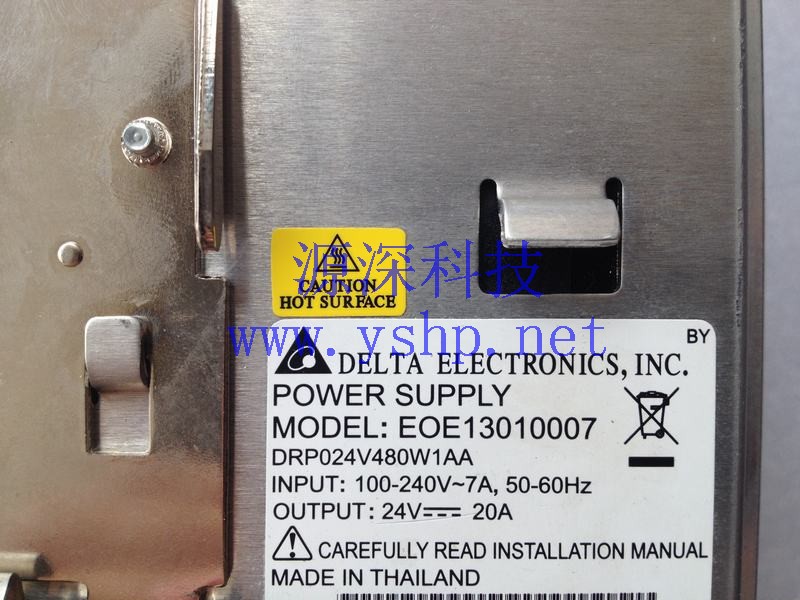 源深科技
www.yshp.net
CAUTION
HOT SURFACE
BY
DELTA ELECTRONICS, INC.
POWER SUPPLY
MODEL: EOE13010007
DRP024V480W1AA
INPUT: 100-240V~7A, 50-60Hz
OUTPUT: 24V⎓ 20A
CAREFULLY READ INSTALLATION MANUAL
MADE IN THAILAND